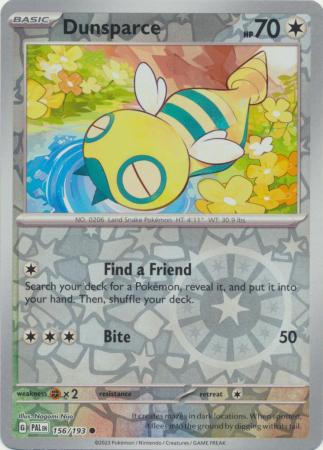 BASIC
Dunsparce
HP 70
NO. 0206 Land Snake Pokémon HT: 4'11" WT: 30.9 lbs.
Find a Friend
Search your deck for a Pokémon, reveal it, and put it into
your hand. Then, shuffle your deck.
Bite 50
weakness ×2 resistance retreat
Illus. Nagomi Nijo
G PAL EN 156/193
It creates mazes in dark locations. When spotted,
it flees into the ground by digging with its tail.
©2023 Pokémon / Nintendo / Creatures / GAME FREAK